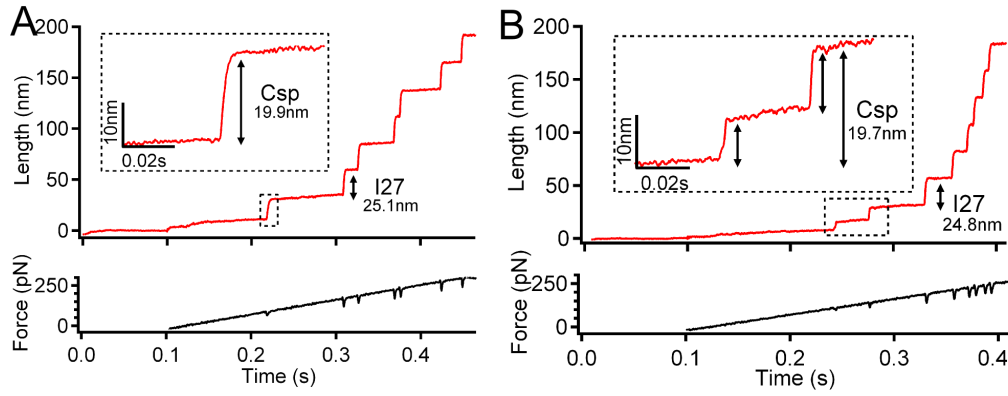 A
200
150
100
50
0
Length (nm)
10nm
0.02s
Csp
19.9nm
I27
25.1nm
250
0
Force (pN)
0.0 0.1 0.2 0.3 0.4
Time (s)
B
200
150
100
50
0
Length (nm)
10nm
0.02s
Csp
19.7nm
I27
24.8nm
250
0
Force (pN)
0.0 0.1 0.2 0.3 0.4
Time (s)